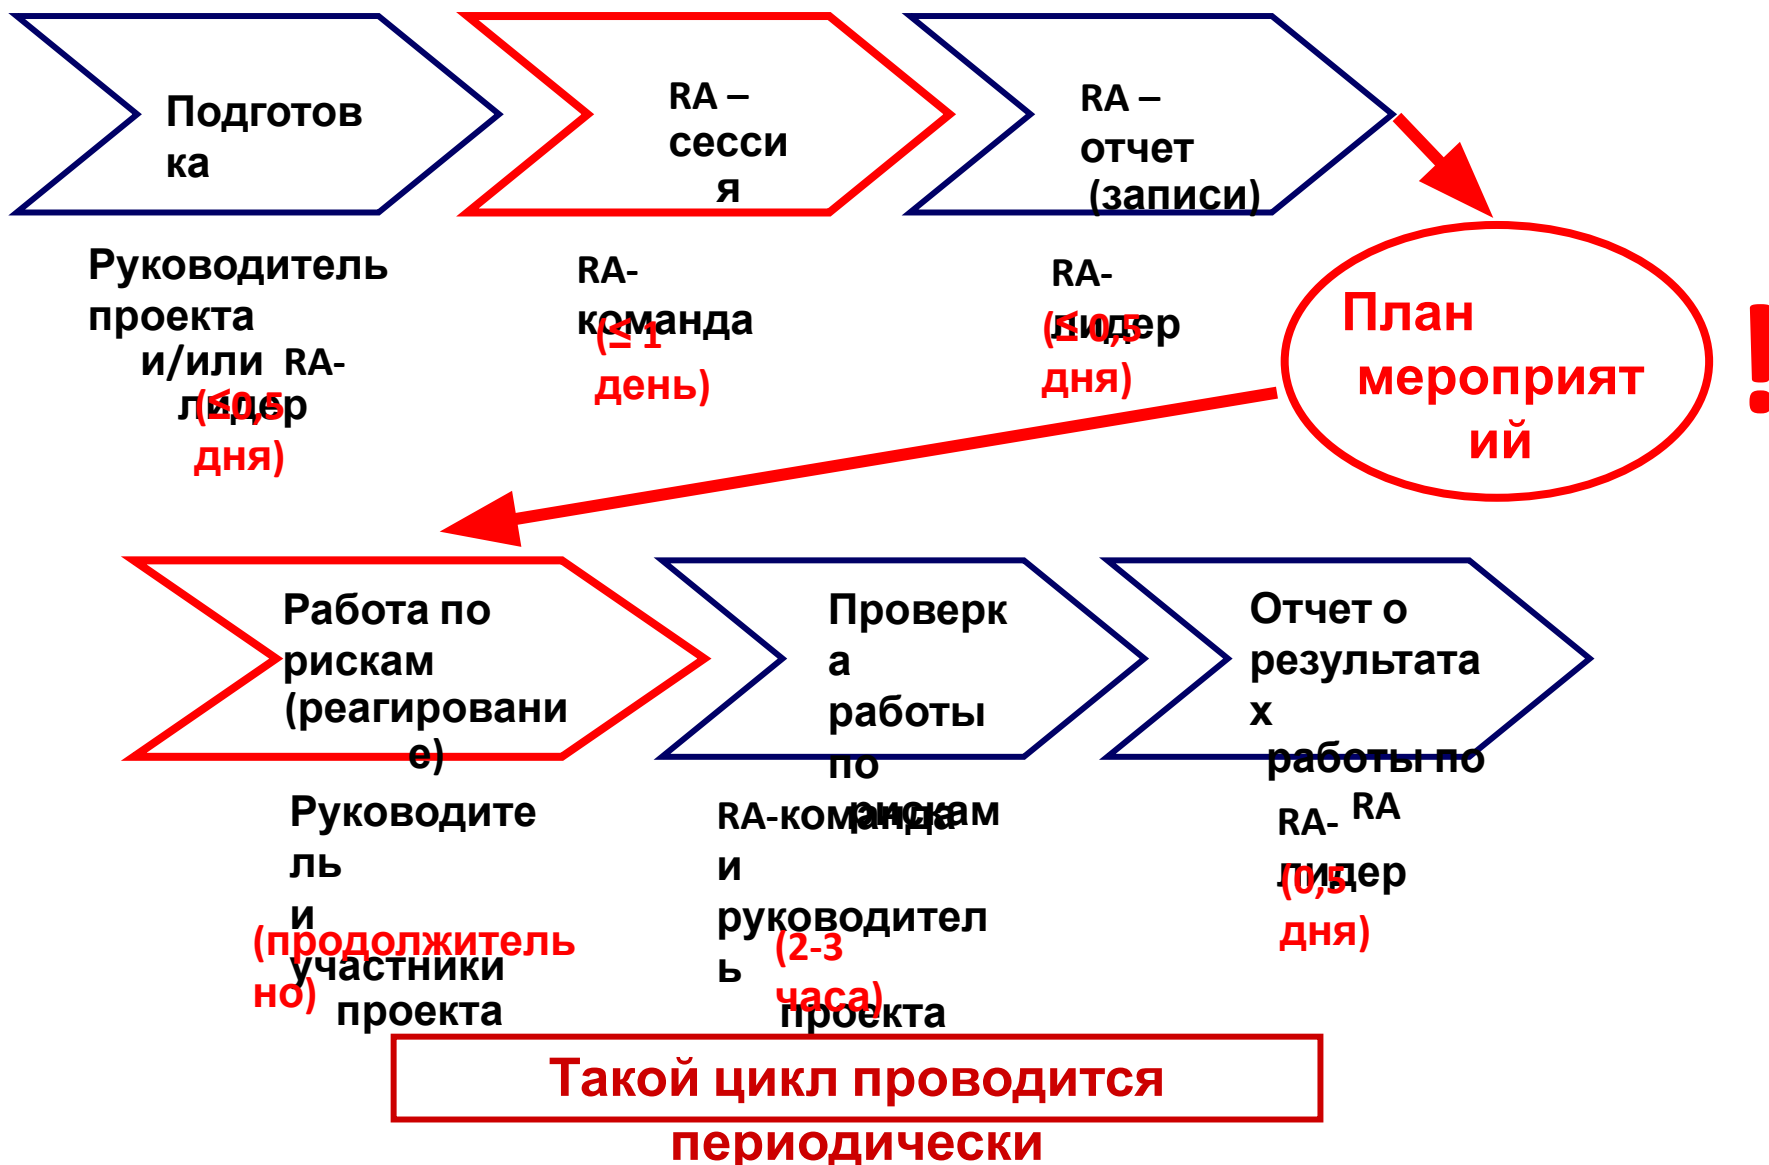 Подготов
ка
RA –
сесси
я
RA –
отчет
(записи)
Руководитель
проекта
и/или RA-
лидер
(≤0,5
дня)
RA-
команда
(≤ 1
день)
RA-
лидер
(≤ 0,5
дня)
План
мероприят
ий
!
Работа по
рискам
(реагировани
е)
Проверк
а
работы
по
рискам
Отчет о
результата
х
работы по
RA
Руководите
ль
и
участники
проекта
(продолжитель
но)
RA-команда
и
руководител
ь
проекта
(2-3
часа)
RA-
лидер
(0,5
дня)
Такой цикл проводится
периодически